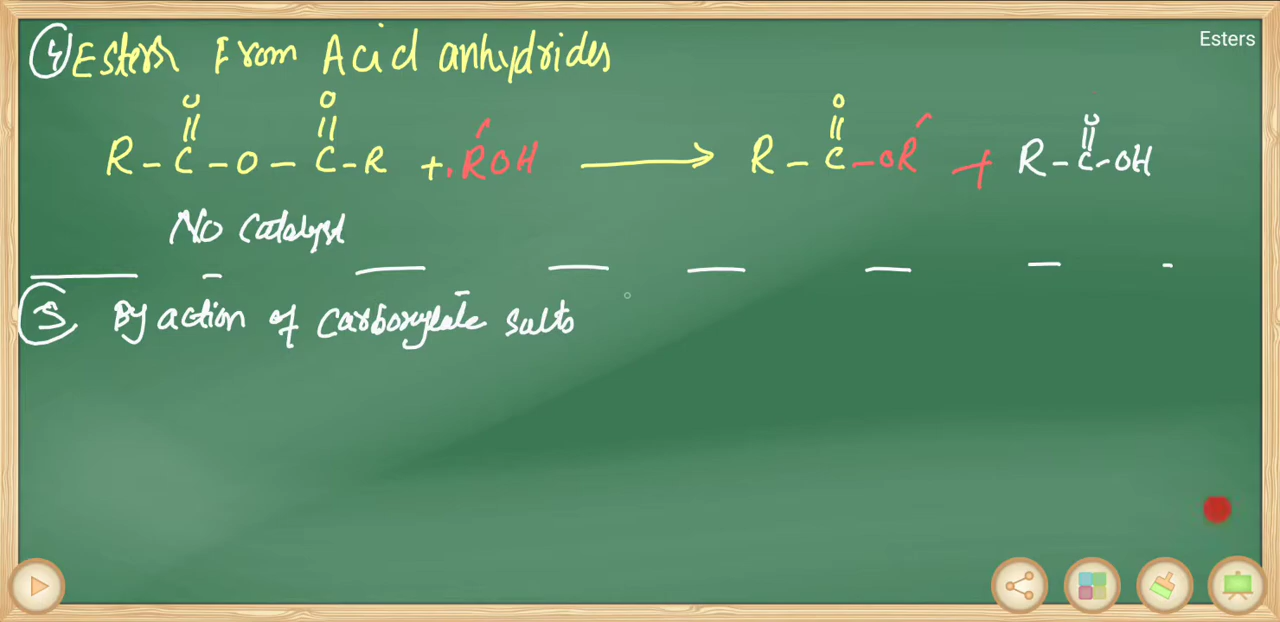 Esters
④ Esters From Acid anhydrides
O O O O
|| || || ||
R – C – O – C – R + R'OH ⟶ R – C – OR' + R – C – OH
No Catalyst
⑤ By action of Carboxylate salts